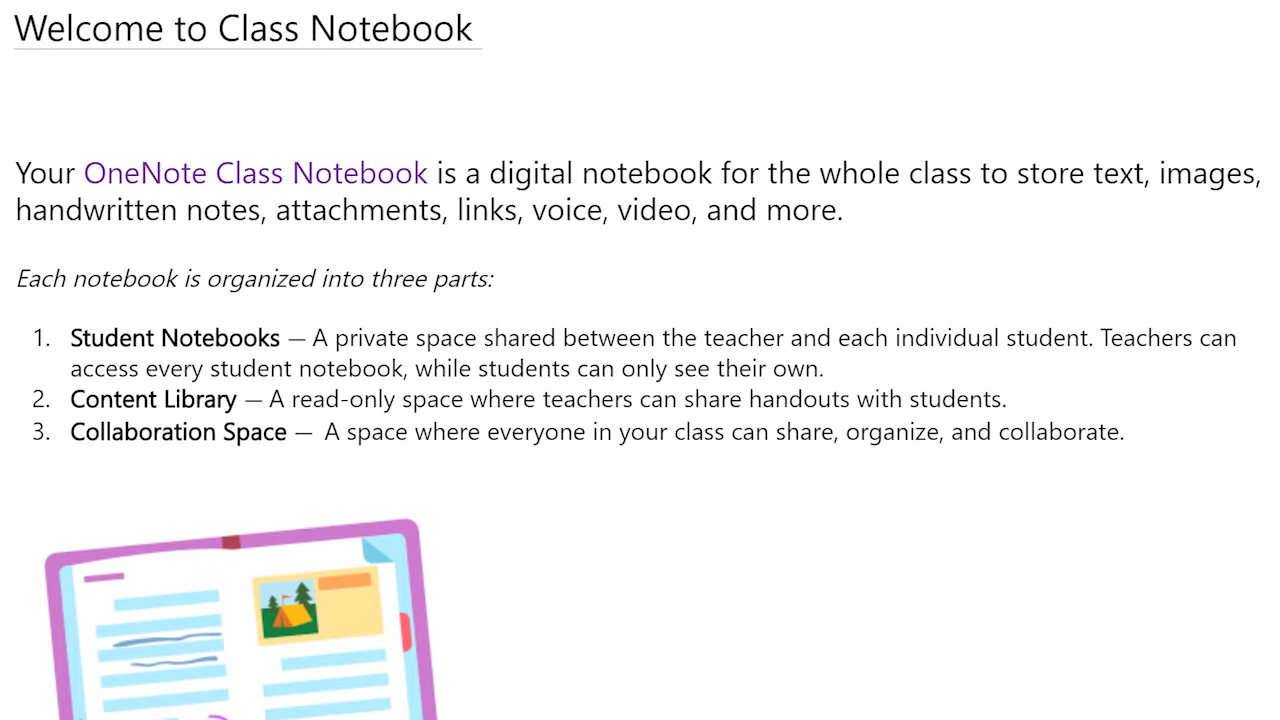 Welcome to Class Notebook
Your OneNote Class Notebook is a digital notebook for the whole class to store text, images,
handwritten notes, attachments, links, voice, video, and more.
Each notebook is organized into three parts:
1. Student Notebooks — A private space shared between the teacher and each individual student. Teachers can
access every student notebook, while students can only see their own.
2. Content Library — A read-only space where teachers can share handouts with students.
3. Collaboration Space — A space where everyone in your class can share, organize, and collaborate.